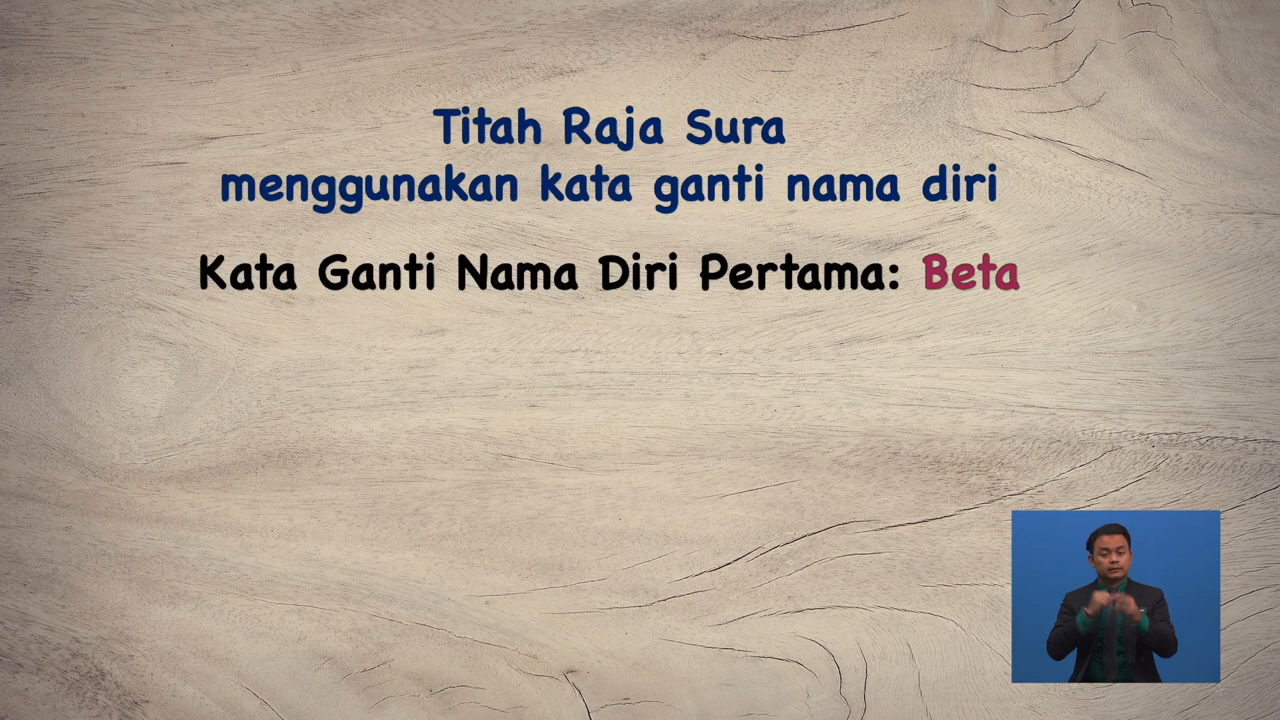 Titah Raja Sura
menggunakan kata ganti nama diri
Kata Ganti Nama Diri Pertama: Beta